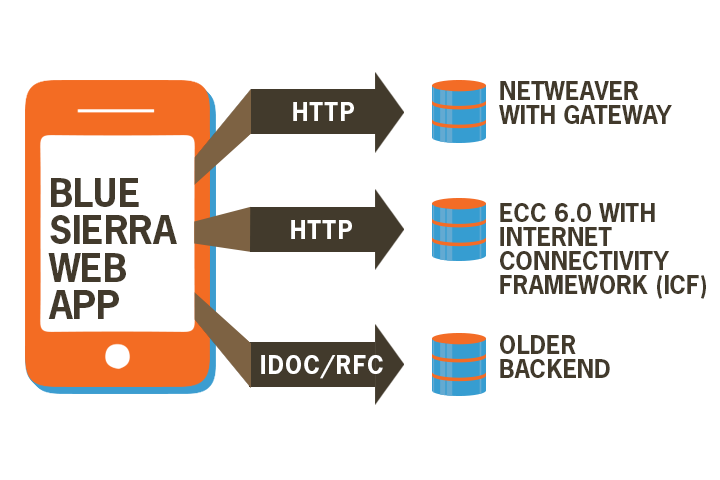 BLUE
SIERRA
WEB
APP
HTTP
NETWEAVER
WITH GATEWAY
HTTP
ECC 6.0 WITH
INTERNET
CONNECTIVITY
FRAMEWORK (ICF)
IDOC/RFC
OLDER
BACKEND